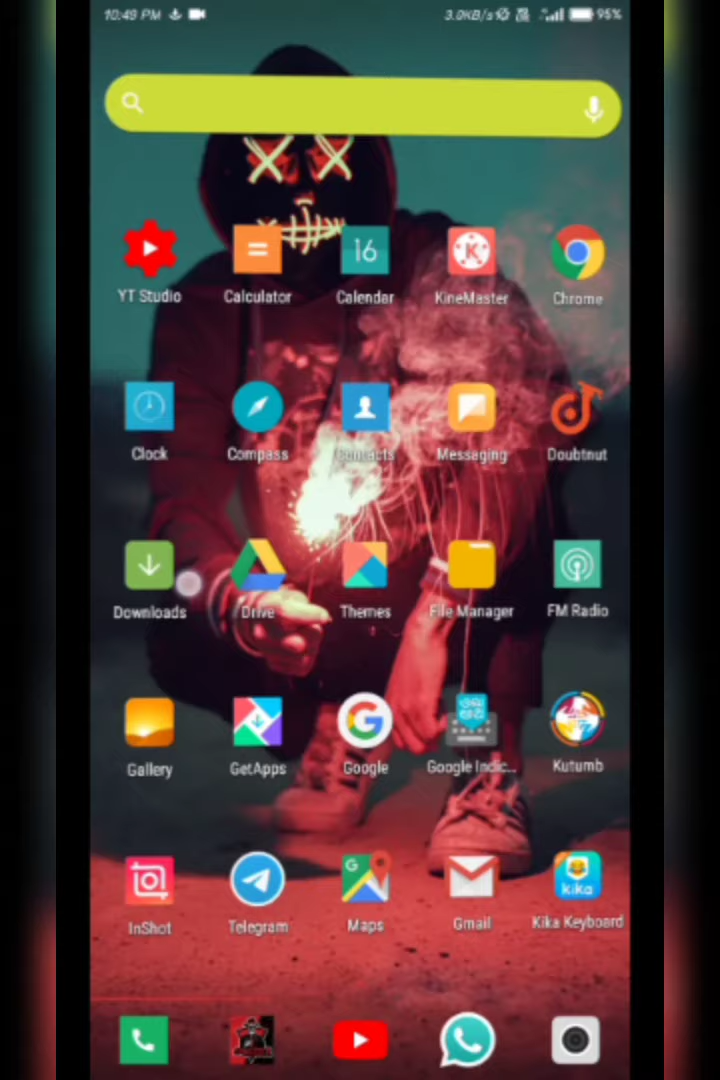 10:49 PM 3.0KB/s 95%
YT Studio Calculator Calendar KineMaster Chrome
16
Clock Compass Contacts Messaging Doubtnut
Downloads Drive Themes File Manager FM Radio
Gallery GetApps Google Google Indic... Kutumb
InShot Telegram Maps Gmail Kika Keyboard
kika